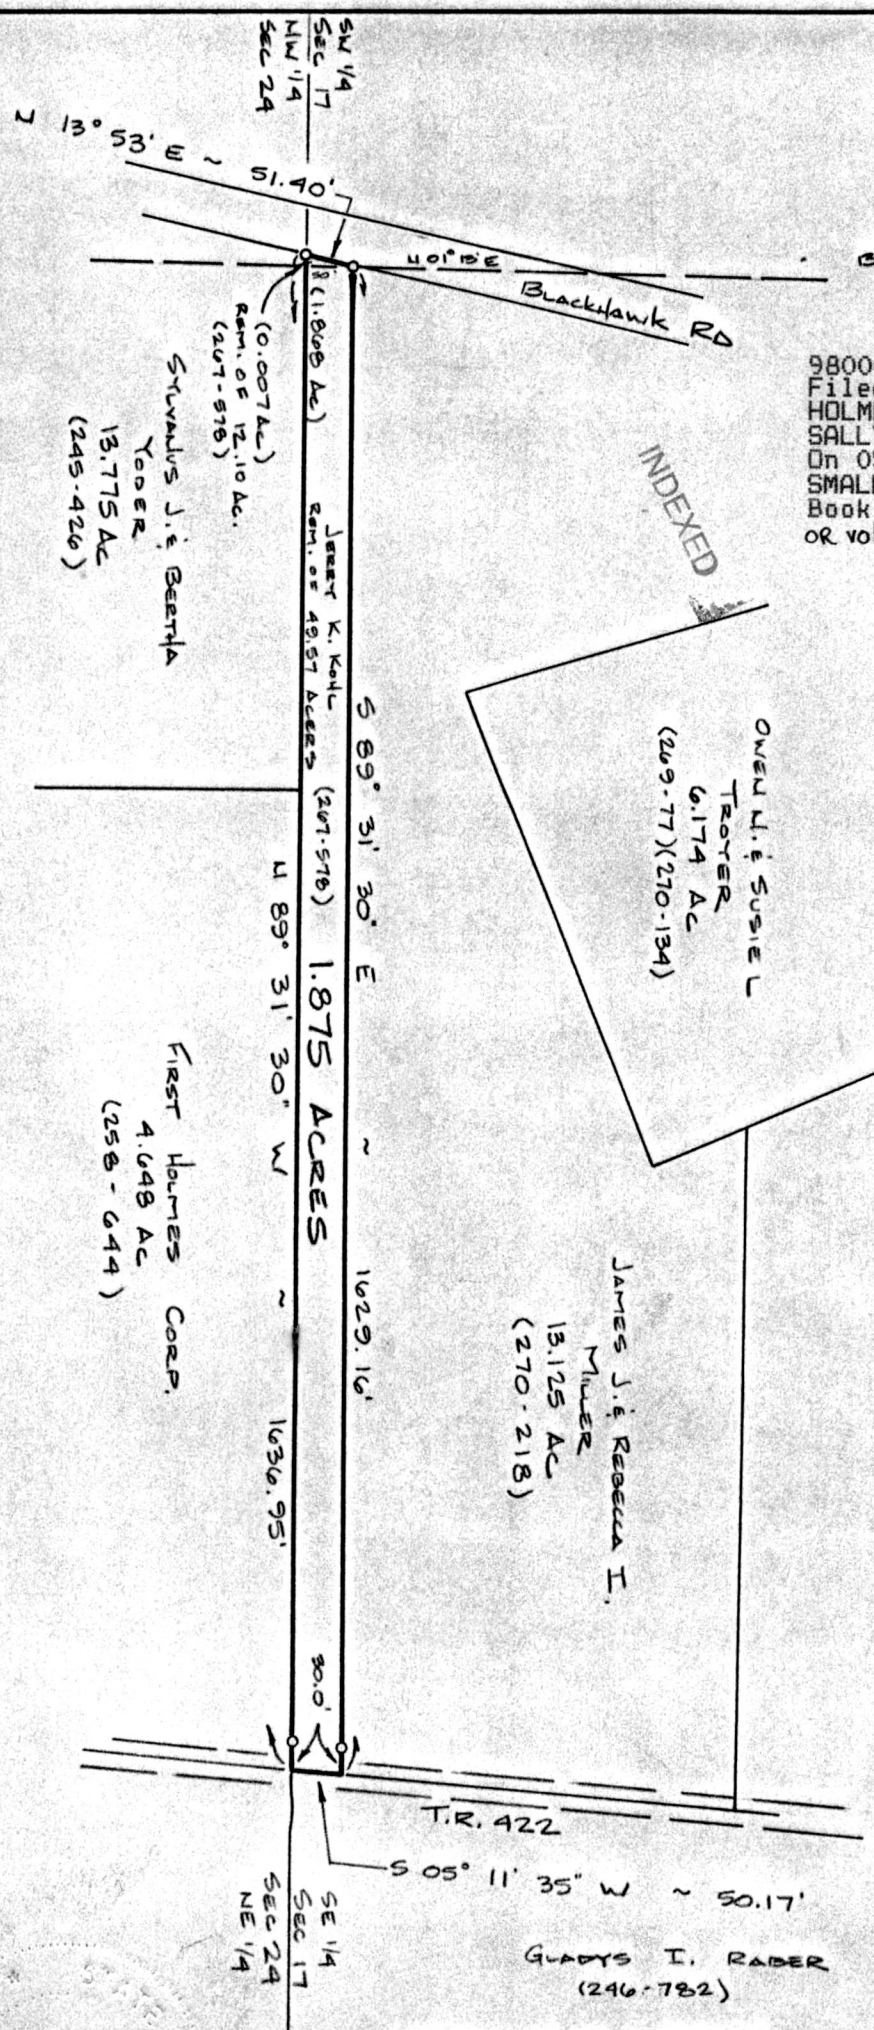 SW 1/4
SEC 17
NW 1/4
SEC 24
N 13° 53' E ~ 51.40'
N 01° 13' E
BLACKHAWK RD
9800
File
HOLM
SALL
On 0
SMALL
Book
OR VO
INDEXED
(1.868 Ac)
(0.007 Ac)
REM. OF 12.10 Ac.
(267-578)
SYLVANUS J. & BERTHA
YODER
13.775 Ac
(245-426)
JERRY K. KOHL
REM. OF 49.57 ACERS (267-578)
OWEN N. & SUSIE L
TROYER
6.174 Ac
(269-77)(270-134)
S 89° 31' 30" E ~ 1629.16'
1.875 ACRES
N 89° 31' 30" W ~ 1636.95'
FIRST HOLMES CORP.
4.648 Ac
(258-644)
JAMES J. & REBECCA I.
MILLER
13.125 Ac
(270-218)
30.0'
T.R. 422
S 05° 11' 35" W ~ 50.17'
SE 1/4
SEC 17
SEC 24
NE 1/4
GLADYS I. RABER
(246-782)